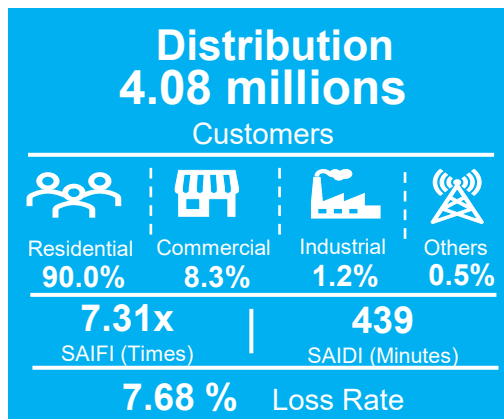 Distribution
4.08 millions
Customers
Residential Commercial Industrial Others
90.0% 8.3% 1.2% 0.5%
7.31x 439
SAIFI (Times) SAIDI (Minutes)
7.68 % Loss Rate